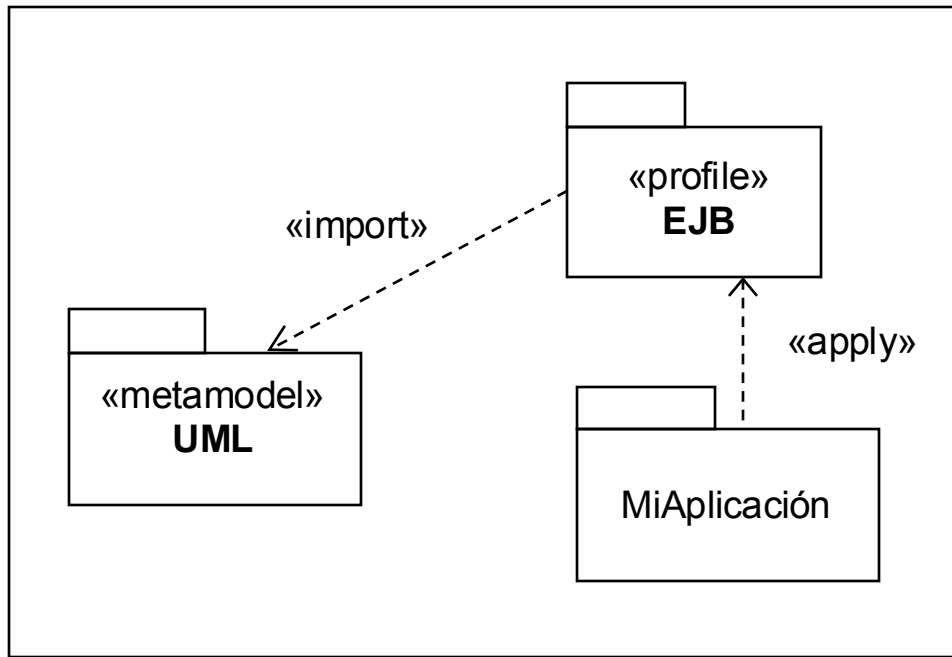 «profile»
EJB
«import»
«apply»
«metamodel»
UML
MiAplicación